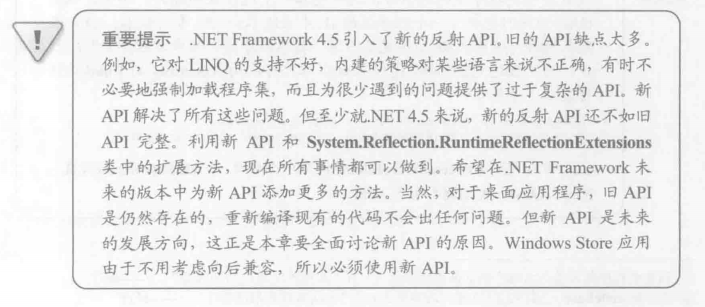 重要提示 .NET Framework 4.5引入了新的反射 API。旧的 API缺点太多。
例如，它对 LINQ 的支持不好，内建的策略对某些语言来说不正确，有时不
必要地强制加载程序集，而且为很少遇到的问题提供了过于复杂的 API。新
API 解决了所有这些问题。但至少就.NET 4.5 来说，新的反射 API 还不如旧
API 完整。利用新 API 和 System.Reflection.RuntimeReflectionExtensions
类中的扩展方法，现在所有事情都可以做到。希望在.NET Framework 未
来的版本中为新 API 添加更多的方法。当然，对于桌面应用程序，旧 API
是仍然存在的，重新编译现有的代码不会出任何问题。但新 API 是未来
的发展方向，这正是本章要全面讨论新 API 的原因。Windows Store 应用
由于不用考虑向后兼容，所以必须使用新 API。